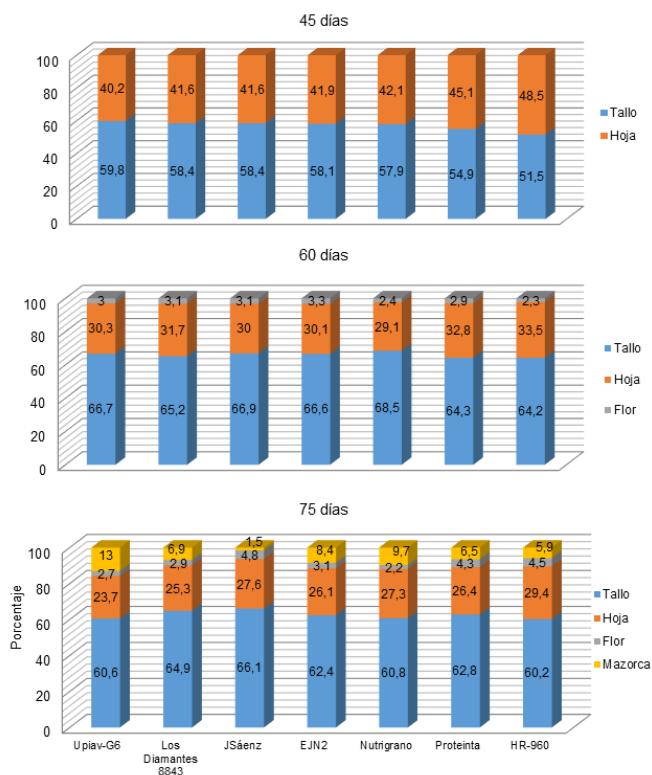 45 días
100
80
60
40
20
0
40,2 41,6 41,6 41,9 42,1 45,1 48,5
59,8 58,4 58,4 58,1 57,9 54,9 51,5
Tallo
Hoja
60 días
100
80
60
40
20
0
3 3,1 3,1 3,3 2,4 2,9 2,3
30,3 31,7 30 30,1 29,1 32,8 33,5
66,7 65,2 66,9 66,6 68,5 64,3 64,2
Tallo
Hoja
Flor
75 días
Porcentaje
100
80
60
40
20
0
13 6,9 1,5 8,4 9,7 6,5 5,9
2,7 2,9 4,8 3,1 2,2 4,3 4,5
23,7 25,3 27,6 26,1 27,3 26,4 29,4
60,6 64,9 66,1 62,4 60,8 62,8 60,2
Tallo
Hoja
Flor
Mazorca
Upiav-G6 Los JSáenz EJN2 Nutrigrano Proteinta HR-960
Diamantes
8843